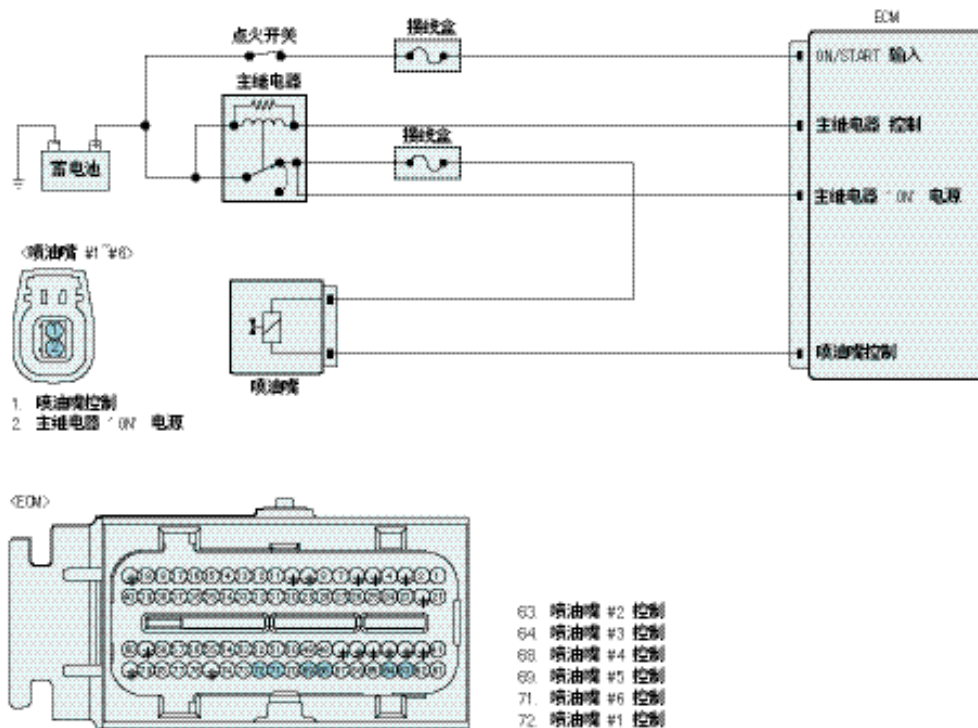 ECM
点火开关
接线盒
ON/START 输入
主继电器
主继电器 控制
接线盒
蓄电池
主继电器 'ON' 电源
<喷油嘴 #1~#6>
喷油嘴控制
喷油嘴
1. 喷油嘴控制
2. 主继电器 'ON' 电源
<ECM>
63. 喷油嘴 #2 控制
64. 喷油嘴 #3 控制
68. 喷油嘴 #4 控制
69. 喷油嘴 #5 控制
71. 喷油嘴 #6 控制
72. 喷油嘴 #1 控制